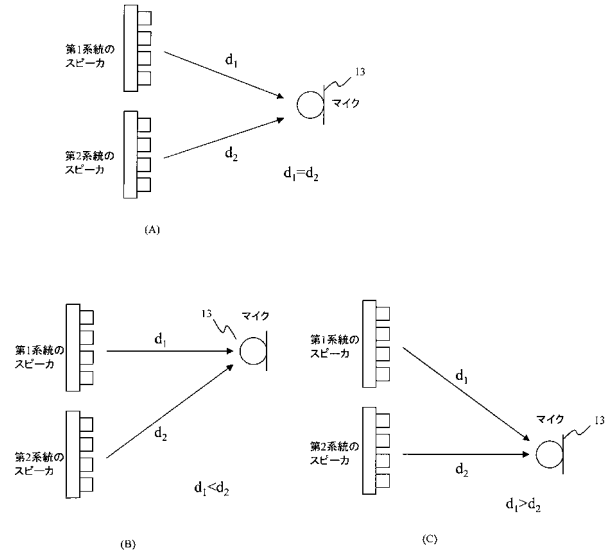 第1系統の
スピーカ
d1
13
マイク
第2系統の
スピーカ
d2
d1=d2
(A)
13
マイク
第1系統の
スピーカ
d1
第2系統の
スピーカ
d2
d1<d2
(B)
第1系統の
スピーカ
d1
マイク
13
第2系統の
スピーカ
d2
d1>d2
(C)